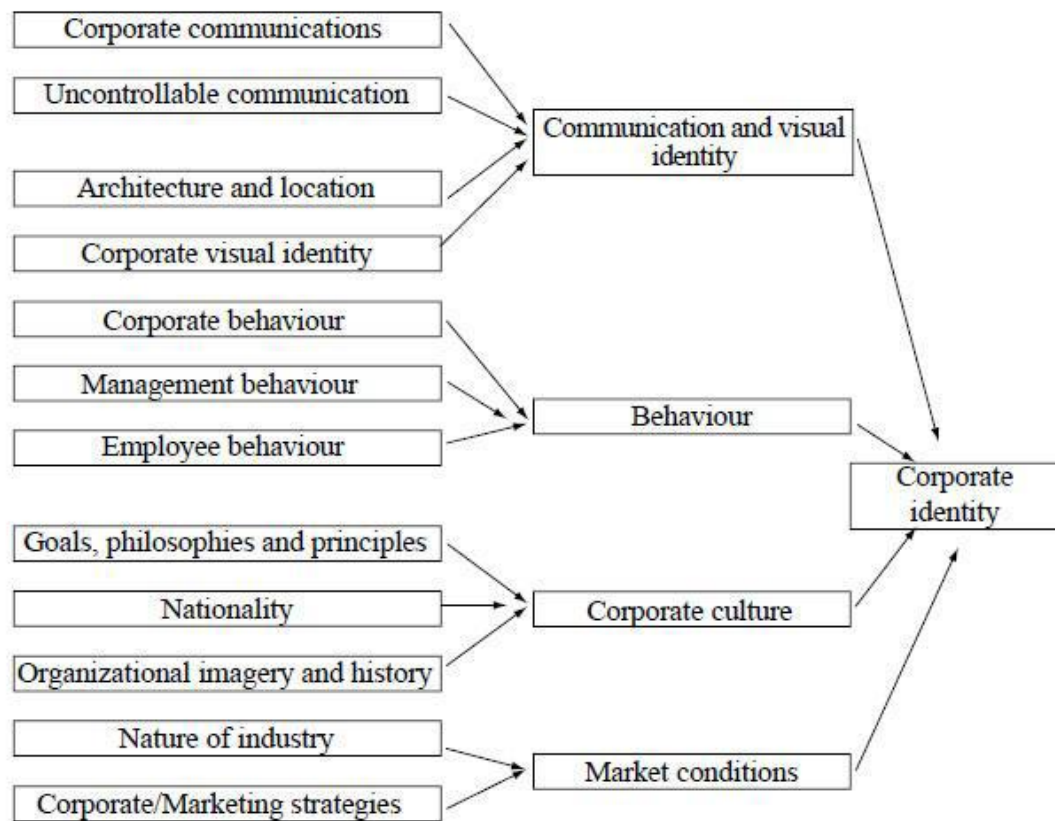 Corporate communications
Uncontrollable communication
Architecture and location
Corporate visual identity
Corporate behaviour
Management behaviour
Employee behaviour
Goals, philosophies and principles
Nationality
Organizational imagery and history
Nature of industry
Corporate/Marketing strategies
Communication and visual
identity
Behaviour
Corporate culture
Market conditions
Corporate
identity